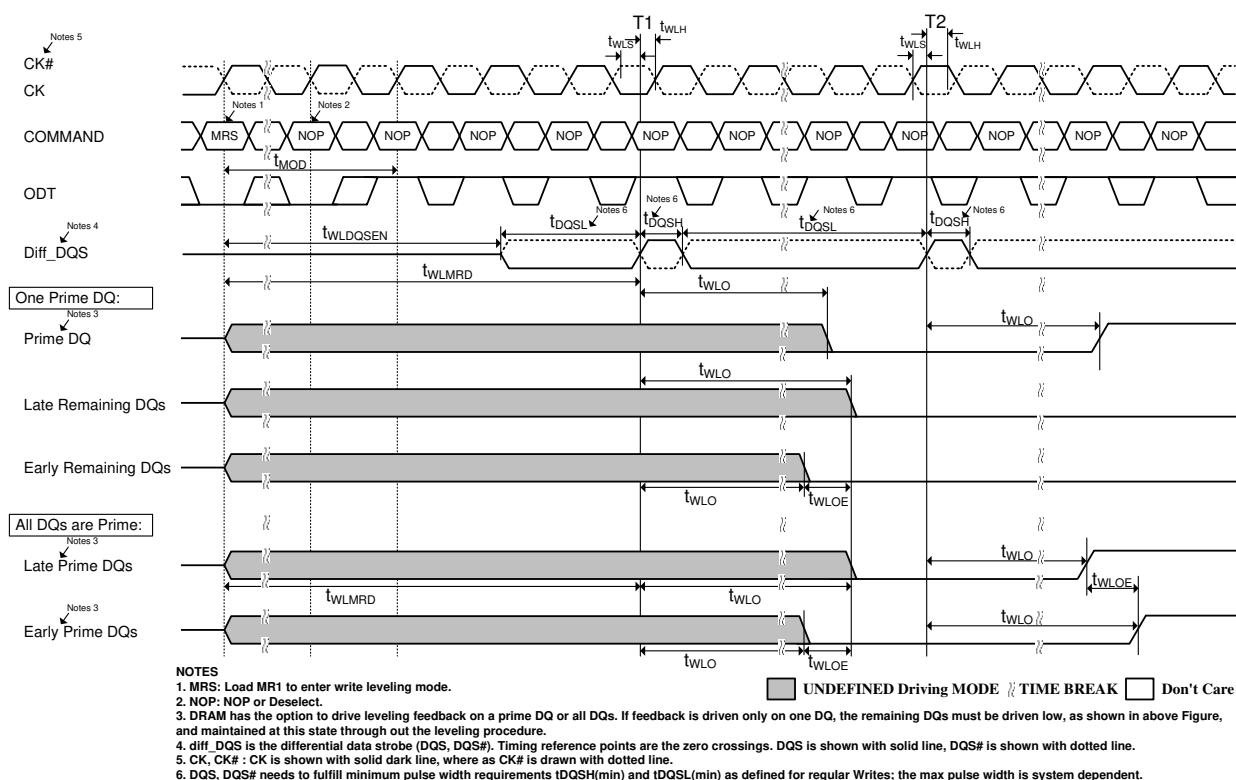 T1 T2
tWLS tWLH tWLS tWLH
Notes 5
CK#
CK
Notes 1 Notes 2
COMMAND MRS NOP NOP NOP NOP NOP NOP NOP NOP NOP NOP NOP
tMOD
ODT
Notes 4 tDQSL Notes 6 tDQSH Notes 6 tDQSL Notes 6 tDQSH Notes 6
tWLDQSEN
Diff_DQS
tWLMRD
tWLO
One Prime DQ:
Notes 3
tWLO
Prime DQ
tWLO
Late Remaining DQs
Early Remaining DQs
tWLO tWLOE
All DQs are Prime:
Notes 3
tWLO
Late Prime DQs
tWLOE
tWLMRD tWLO
Notes 3
tWLO
Early Prime DQs
tWLO tWLOE
NOTES
1. MRS: Load MR1 to enter write leveling mode.
UNDEFINED Driving MODE TIME BREAK Don't Care
2. NOP: NOP or Deselect.
3. DRAM has the option to drive leveling feedback on a prime DQ or all DQs. If feedback is driven only on one DQ, the remaining DQs must be driven low, as shown in above Figure,
and maintained at this state through out the leveling procedure.
4. diff_DQS is the differential data strobe (DQS, DQS#). Timing reference points are the zero crossings. DQS is shown with solid line, DQS# is shown with dotted line.
5. CK, CK# : CK is shown with solid dark line, where as CK# is drawn with dotted line.
6. DQS, DQS# needs to fulfill minimum pulse width requirements tDQSH(min) and tDQSL(min) as defined for regular Writes; the max pulse width is system dependent.